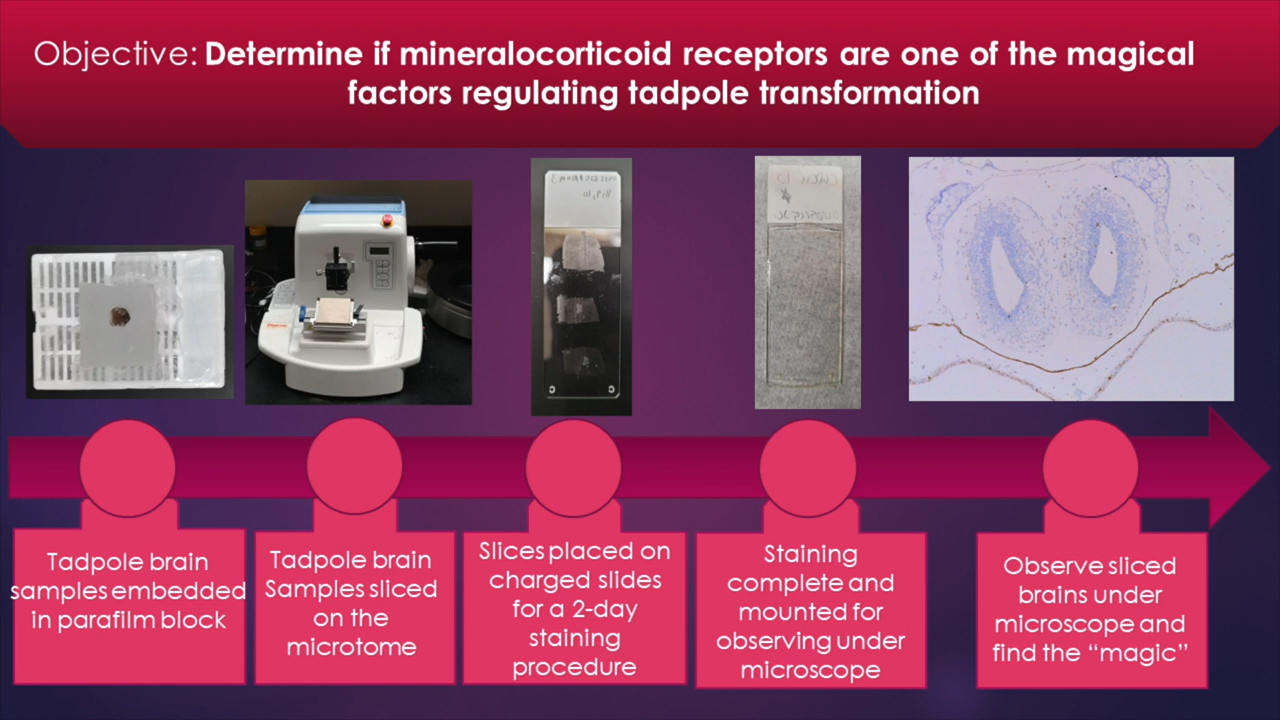 Objective: Determine if mineralocorticoid receptors are one of the magical
factors regulating tadpole transformation
Tadpole brain
samples embedded
in parafilm block
Tadpole brain
Samples sliced
on the
microtome
Slices placed on
charged slides
for a 2-day
staining
procedure
Staining
complete and
mounted for
observing under
microscope
Observe sliced
brains under
microscope and
find the “magic”